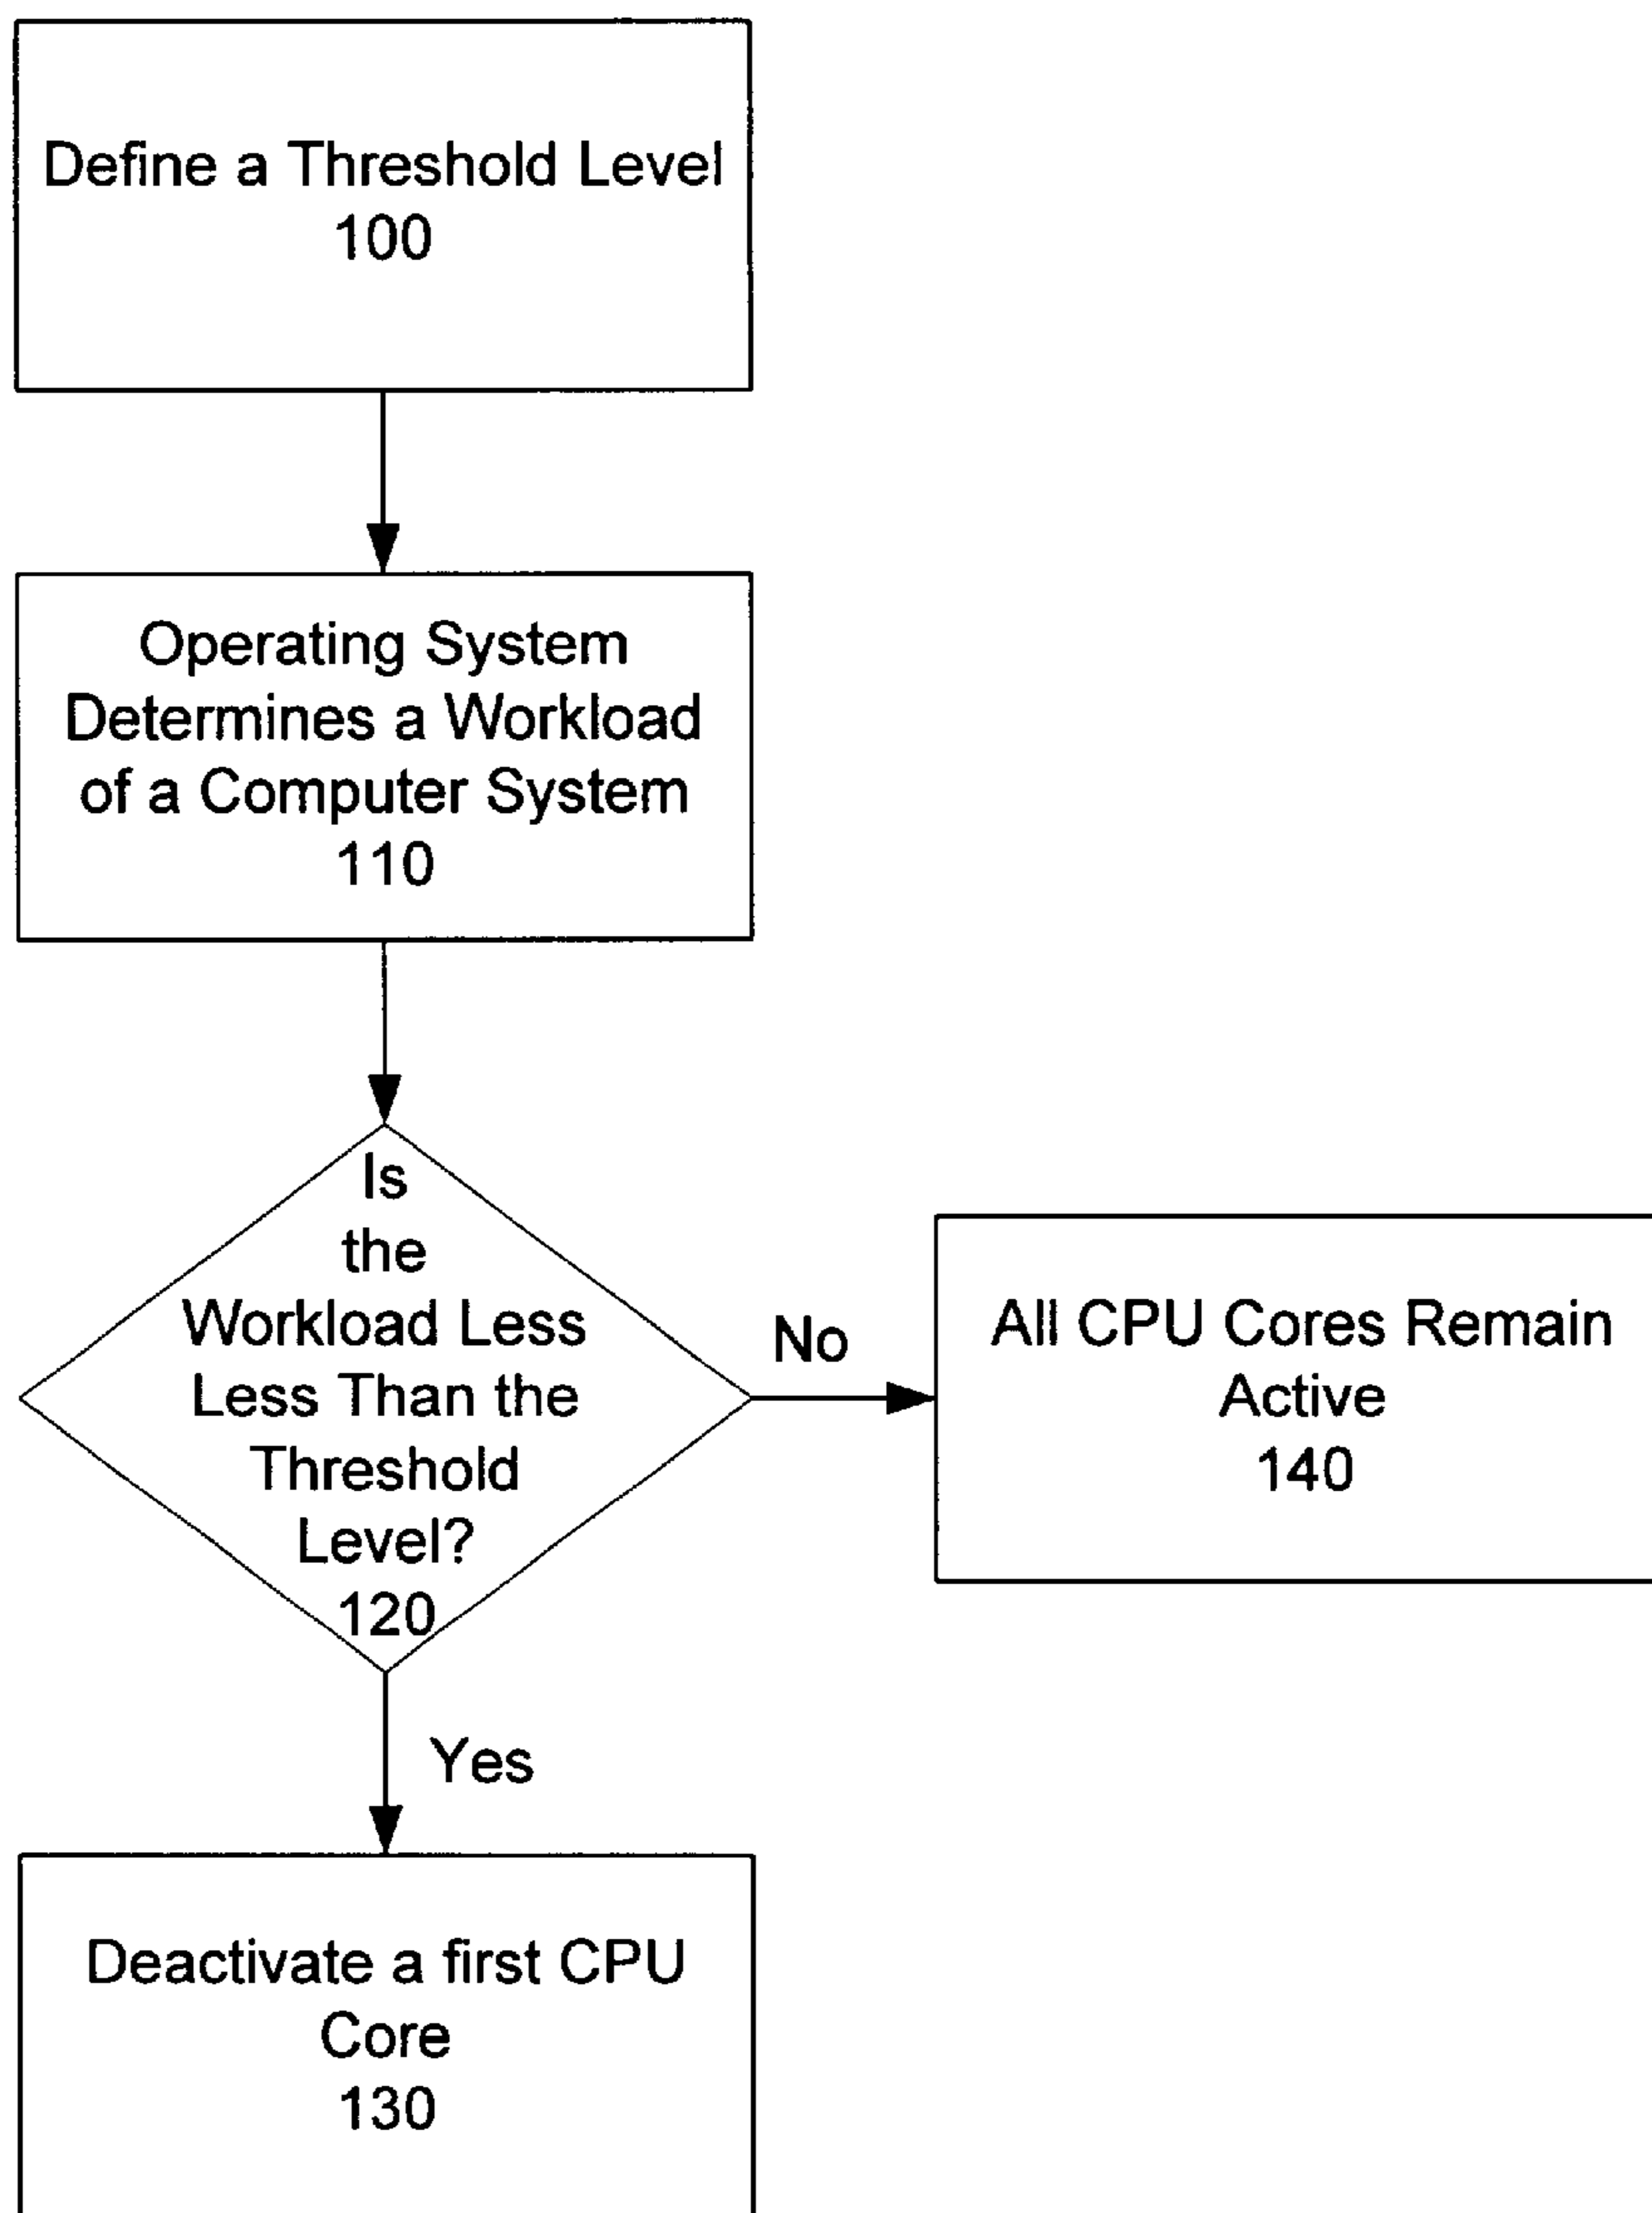 Define a Threshold Level
100
Operating System
Determines a Workload
of a Computer System
110
Is
the
Workload Less
Less Than the
Threshold
Level?
120
No
All CPU Cores Remain
Active
140
Yes
Deactivate a first CPU
Core
130